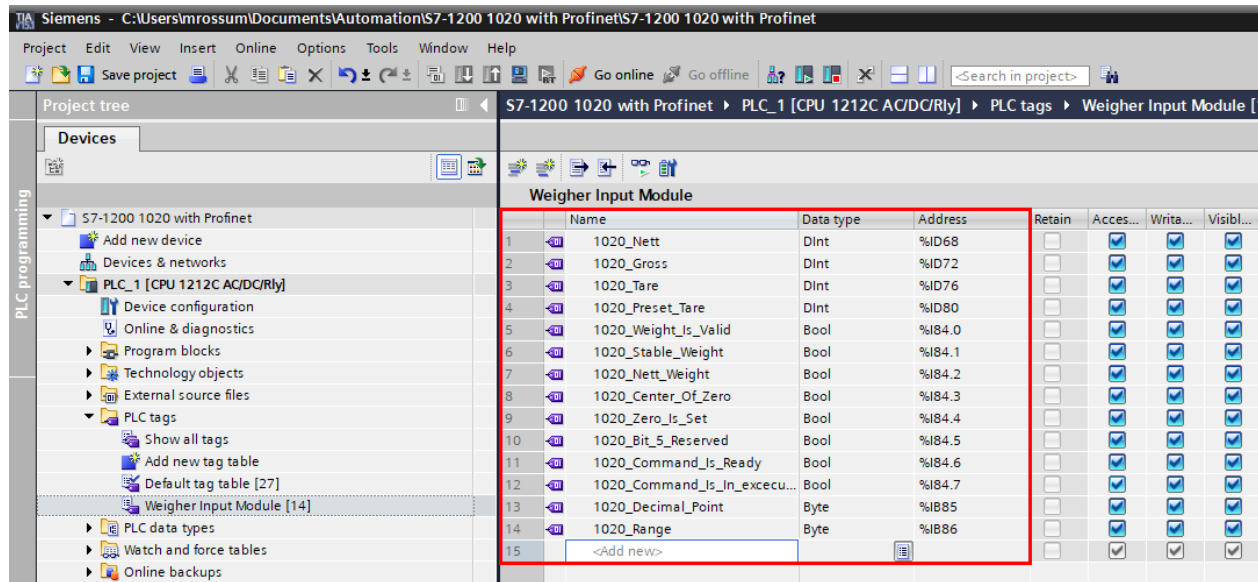 Siemens - C:\Users\mrossum\Documents\Automation\S7-1200 1020 with Profinet\S7-1200 1020 with Profinet
Project Edit View Insert Online Options Tools Window Help
Save project Go online Go offline <Search in project>
Project tree
S7-1200 1020 with Profinet PLC_1 [CPU 1212C AC/DC/Rly] PLC tags Weigher Input Module [
Devices
PLC programming
S7-1200 1020 with Profinet
Add new device
Devices & networks
PLC_1 [CPU 1212C AC/DC/Rly]
Device configuration
Online & diagnostics
Program blocks
Technology objects
External source files
PLC tags
Show all tags
Add new tag table
Default tag table [27]
Weigher Input Module [14]
PLC data types
Watch and force tables
Online backups
Weigher Input Module
Name Data type Address Retain Acces... Writa... Visibl...
1 1020_Nett DInt %ID68
2 1020_Gross DInt %ID72
3 1020_Tare DInt %ID76
4 1020_Preset_Tare DInt %ID80
5 1020_Weight_Is_Valid Bool %I84.0
6 1020_Stable_Weight Bool %I84.1
7 1020_Nett_Weight Bool %I84.2
8 1020_Center_Of_Zero Bool %I84.3
9 1020_Zero_Is_Set Bool %I84.4
10 1020_Bit_5_Reserved Bool %I84.5
11 1020_Command_Is_Ready Bool %I84.6
12 1020_Command_Is_In_excecu... Bool %I84.7
13 1020_Decimal_Point Byte %IB85
14 1020_Range Byte %IB86
15 <Add new>